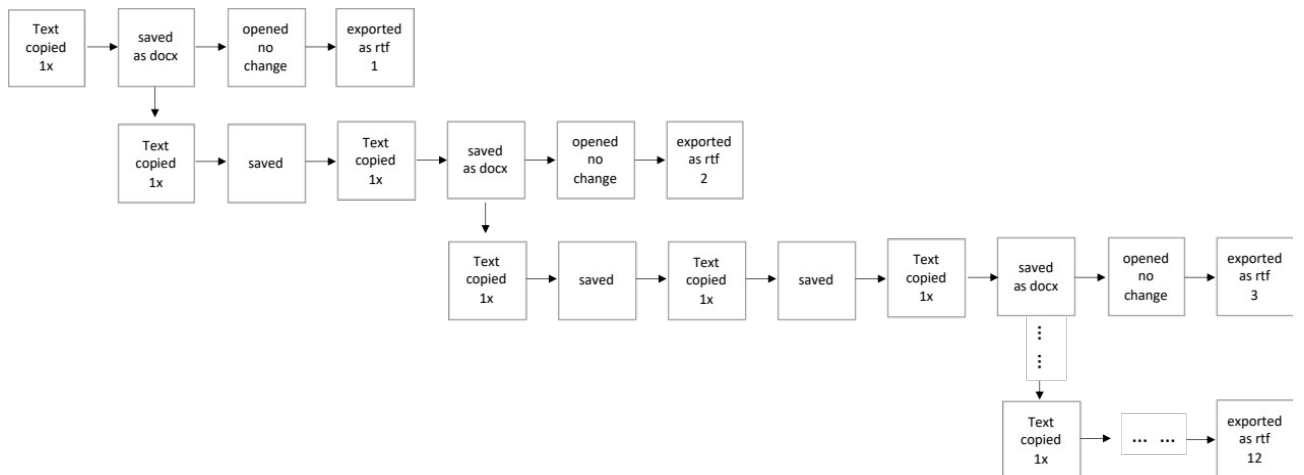 Text
copied
1x
saved
as docx
opened
no
change
exported
as rtf
1
Text
copied
1x
saved
Text
copied
1x
saved
as docx
opened
no
change
exported
as rtf
2
Text
copied
1x
saved
Text
copied
1x
saved
Text
copied
1x
saved
as docx
opened
no
change
exported
as rtf
3
Text
copied
1x
... ...
exported
as rtf
12